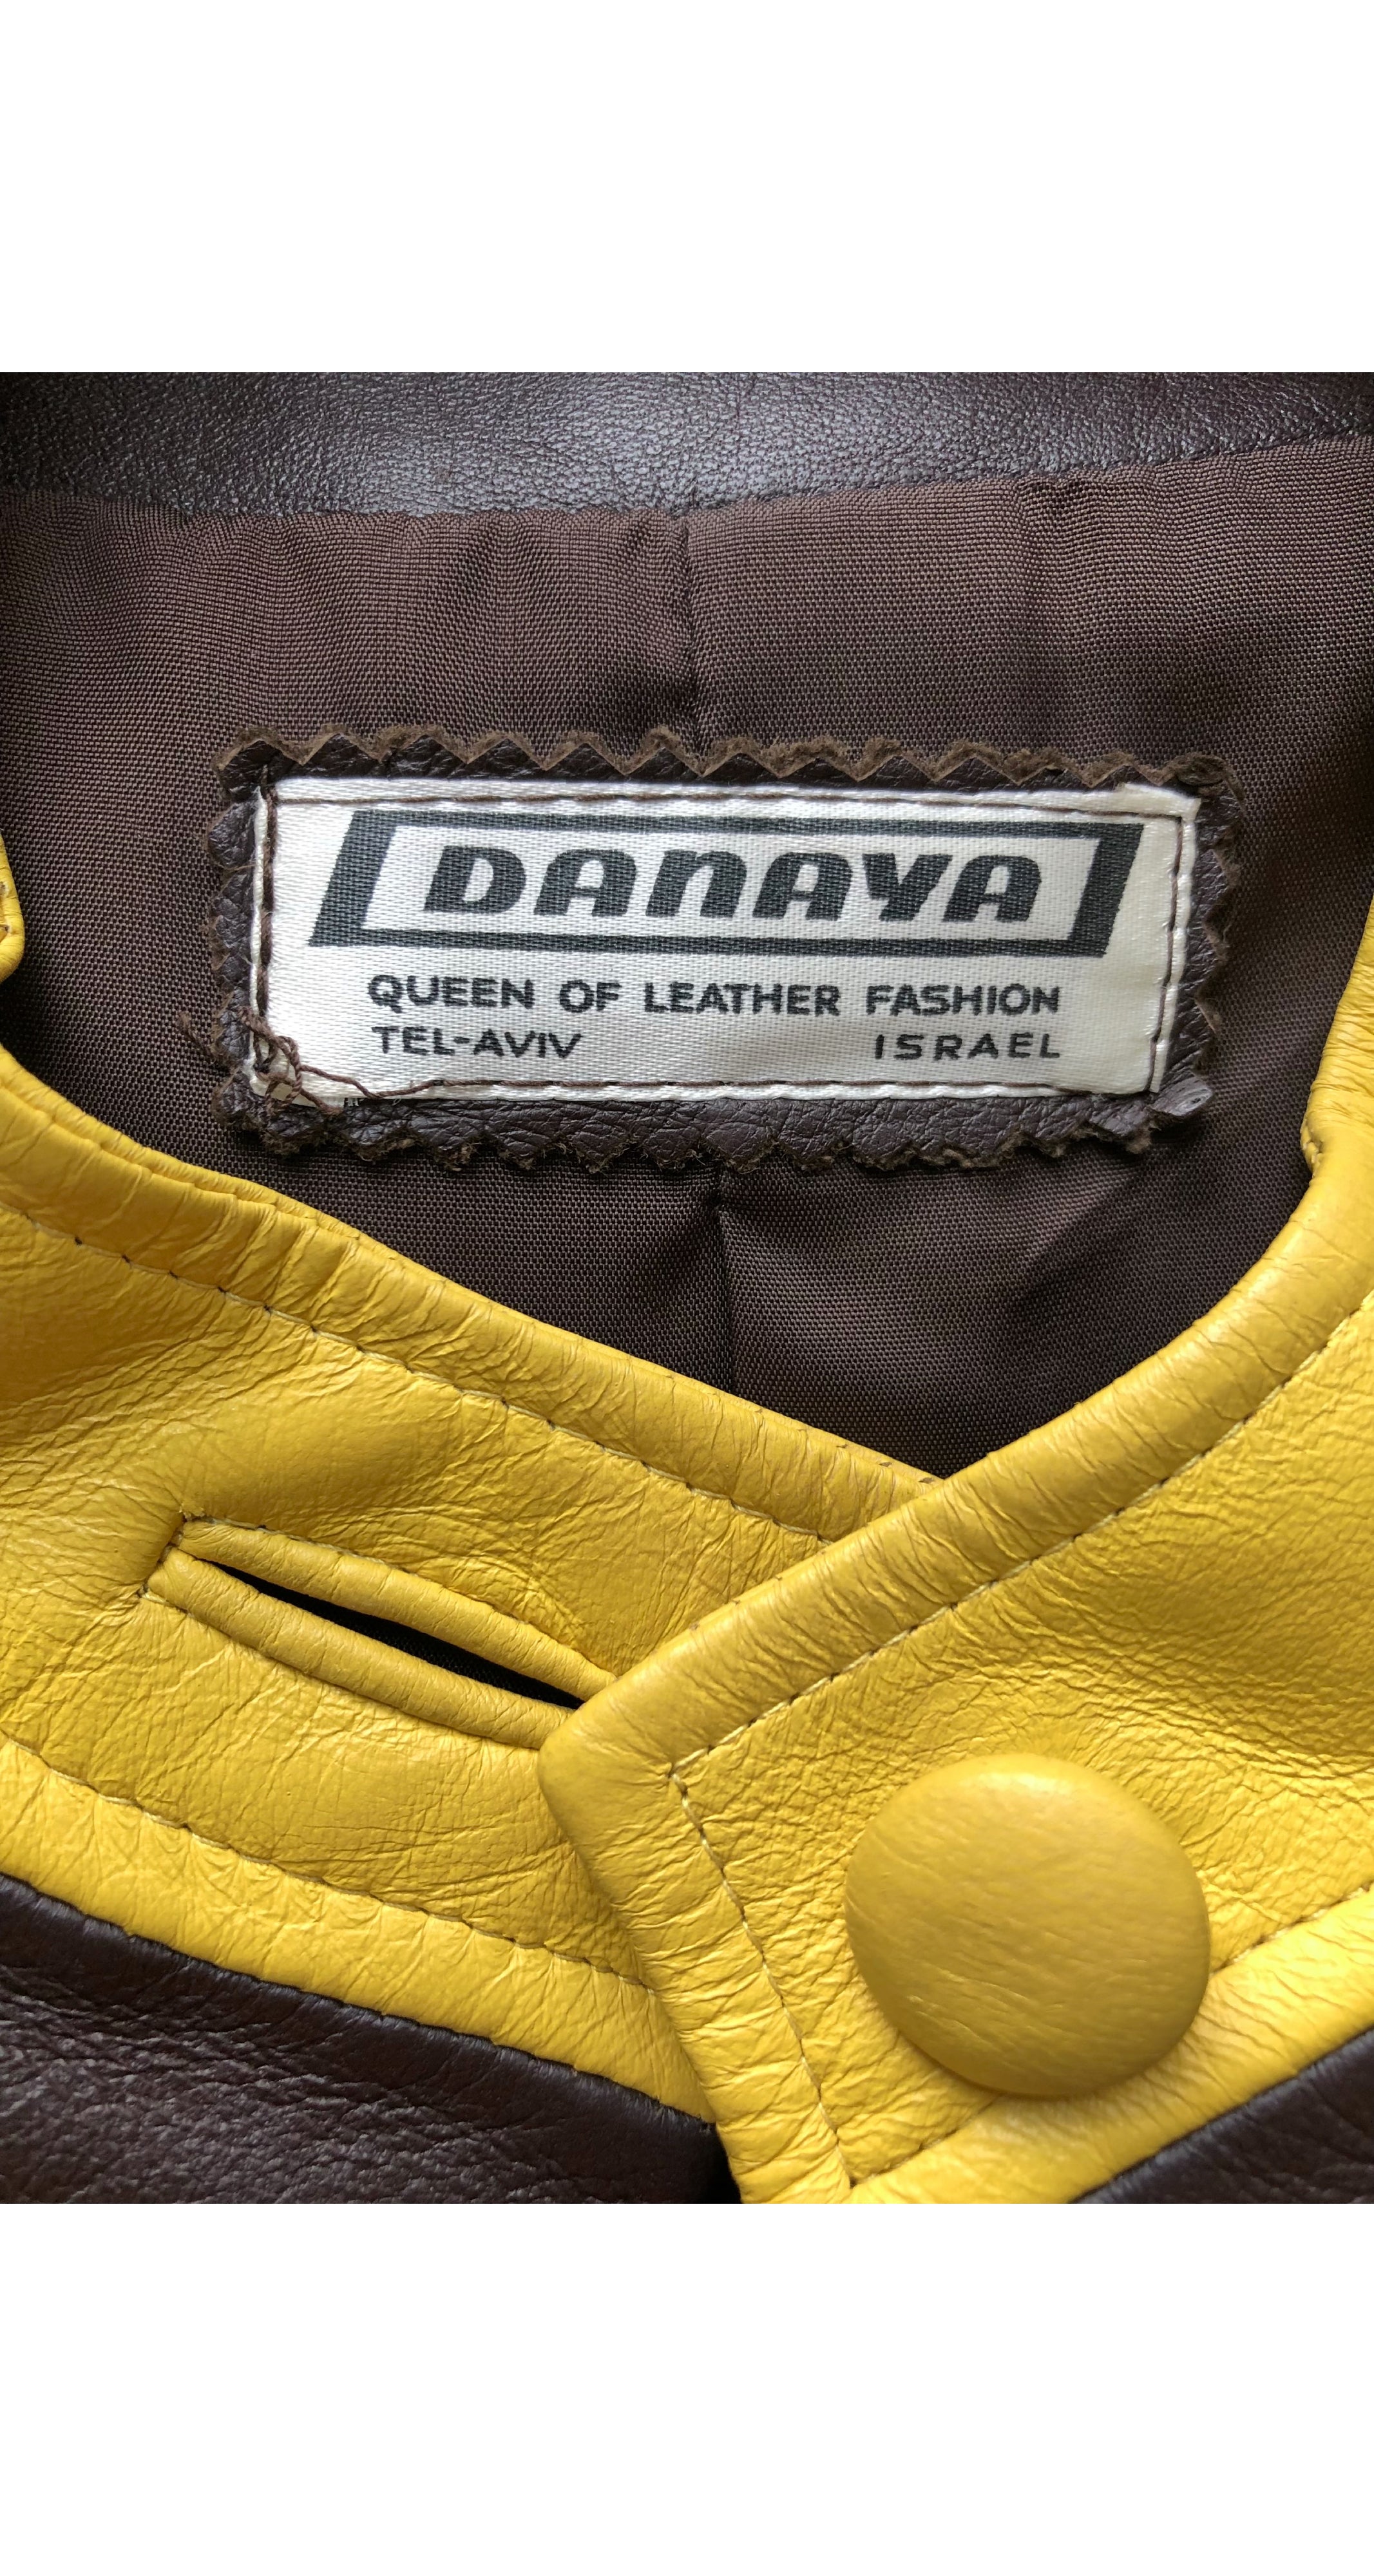 DANAYA
QUEEN OF LEATHER FASHION
TEL-AVIV ISRAEL